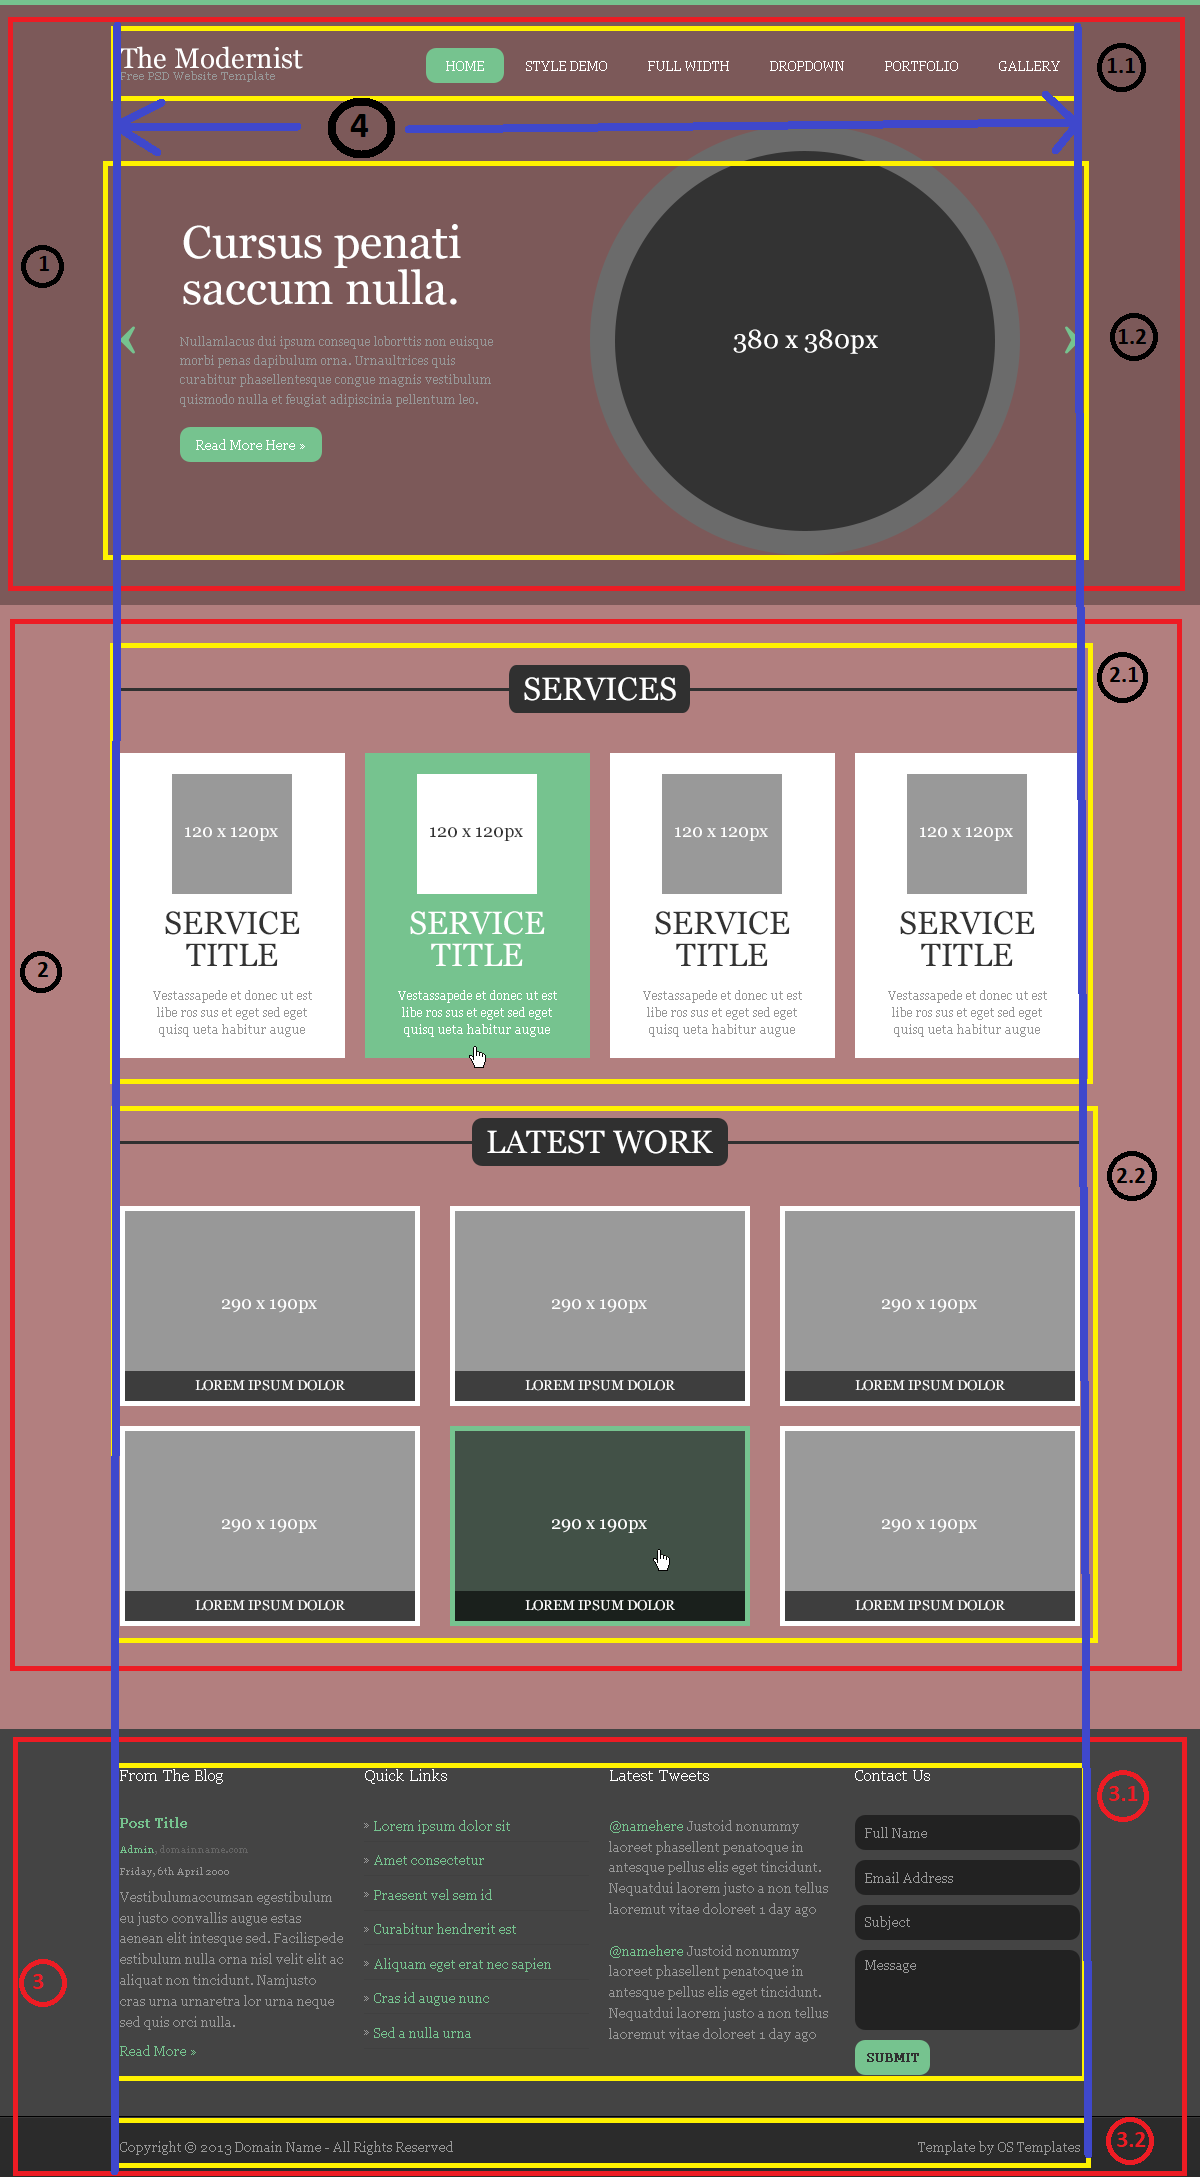 The Modernist
Free PSD Website Template
HOME STYLE DEMO FULL WIDTH DROPDOWN PORTFOLIO GALLERY
1.1
4
1
Cursus penati
saccum nulla.
Nullamlacus dui ipsum conseque loborttis non euisque
morbi penas dapibulum orna. Urnaultrices quis
curabitur phasellentesque congue magnis vestibulum
quismodo nulla et feugiat adipiscinia pellentum leo.
Read More Here »
380 x 380px
1.2
SERVICES
2.1
120 x 120px
SERVICE
TITLE
Vestassapede et donec ut est
libe ros sus et eget sed eget
quisq ueta habitur augue
120 x 120px
SERVICE
TITLE
Vestassapede et donec ut est
libe ros sus et eget sed eget
quisq ueta habitur augue
120 x 120px
SERVICE
TITLE
Vestassapede et donec ut est
libe ros sus et eget sed eget
quisq ueta habitur augue
120 x 120px
SERVICE
TITLE
Vestassapede et donec ut est
libe ros sus et eget sed eget
quisq ueta habitur augue
2
LATEST WORK
2.2
290 x 190px
LOREM IPSUM DOLOR
290 x 190px
LOREM IPSUM DOLOR
290 x 190px
LOREM IPSUM DOLOR
290 x 190px
LOREM IPSUM DOLOR
290 x 190px
LOREM IPSUM DOLOR
290 x 190px
LOREM IPSUM DOLOR
From The Blog
Post Title
Admin, domainname.com
Friday, 6th April 2000
Vestibulumaccumsan egestibulum
eu justo convallis augue estas
aenean elit intesque sed. Facilispede
estibulum nulla orna nisl velit elit ac
aliquat non tincidunt. Namjusto
cras urna urnaretra lor urna neque
sed quis orci nulla.
Read More »
Quick Links
» Lorem ipsum dolor sit
» Amet consectetur
» Praesent vel sem id
» Curabitur hendrerit est
» Aliquam eget erat nec sapien
» Cras id augue nunc
» Sed a nulla urna
Latest Tweets
@namehere Justoid nonummy
laoreet phasellent penatoque in
antesque pellus elis eget tincidunt.
Nequatdui laorem justo a non tellus
laoremut vitae doloreet 1 day ago
@namehere Justoid nonummy
laoreet phasellent penatoque in
antesque pellus elis eget tincidunt.
Nequatdui laorem justo a non tellus
laoremut vitae doloreet 1 day ago
Contact Us
Full Name
Email Address
Subject
Message
SUBMIT
3.1
3
Copyright © 2013 Domain Name - All Rights Reserved
Template by OS Templates
3.2